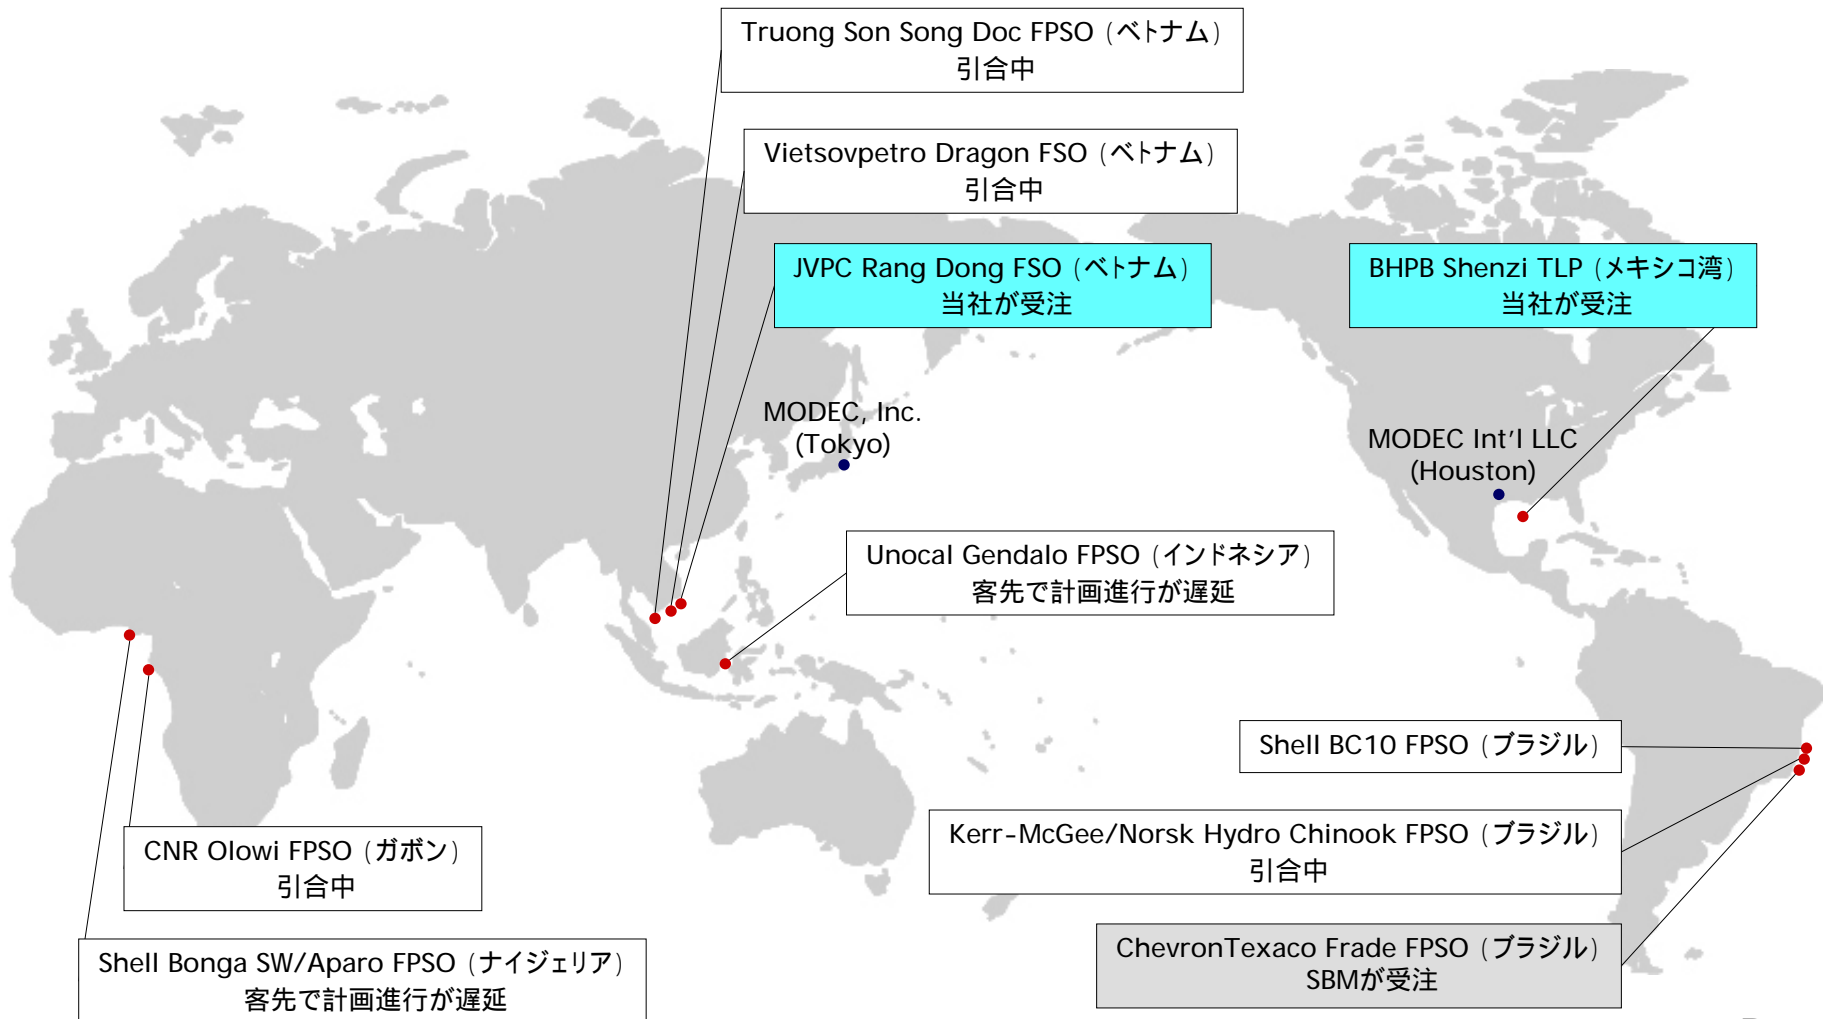 Truong Son Song Doc FPSO (ベトナム)
引合中
Vietsovpetro Dragon FSO (ベトナム)
引合中
JVPC Rang Dong FSO (ベトナム)
当社が受注
BHPB Shenzi TLP (メキシコ湾)
当社が受注
MODEC, Inc.
(Tokyo)
MODEC Int'l LLC
(Houston)
Unocal Gendalo FPSO (インドネシア)
客先で計画進行が遅延
Shell BC10 FPSO (ブラジル)
Kerr-McGee/Norsk Hydro Chinook FPSO (ブラジル)
引合中
CNR Olowi FPSO (ガボン)
引合中
ChevronTexaco Frade FPSO (ブラジル)
SBMが受注
Shell Bonga SW/Aparo FPSO (ナイジェリア)
客先で計画進行が遅延